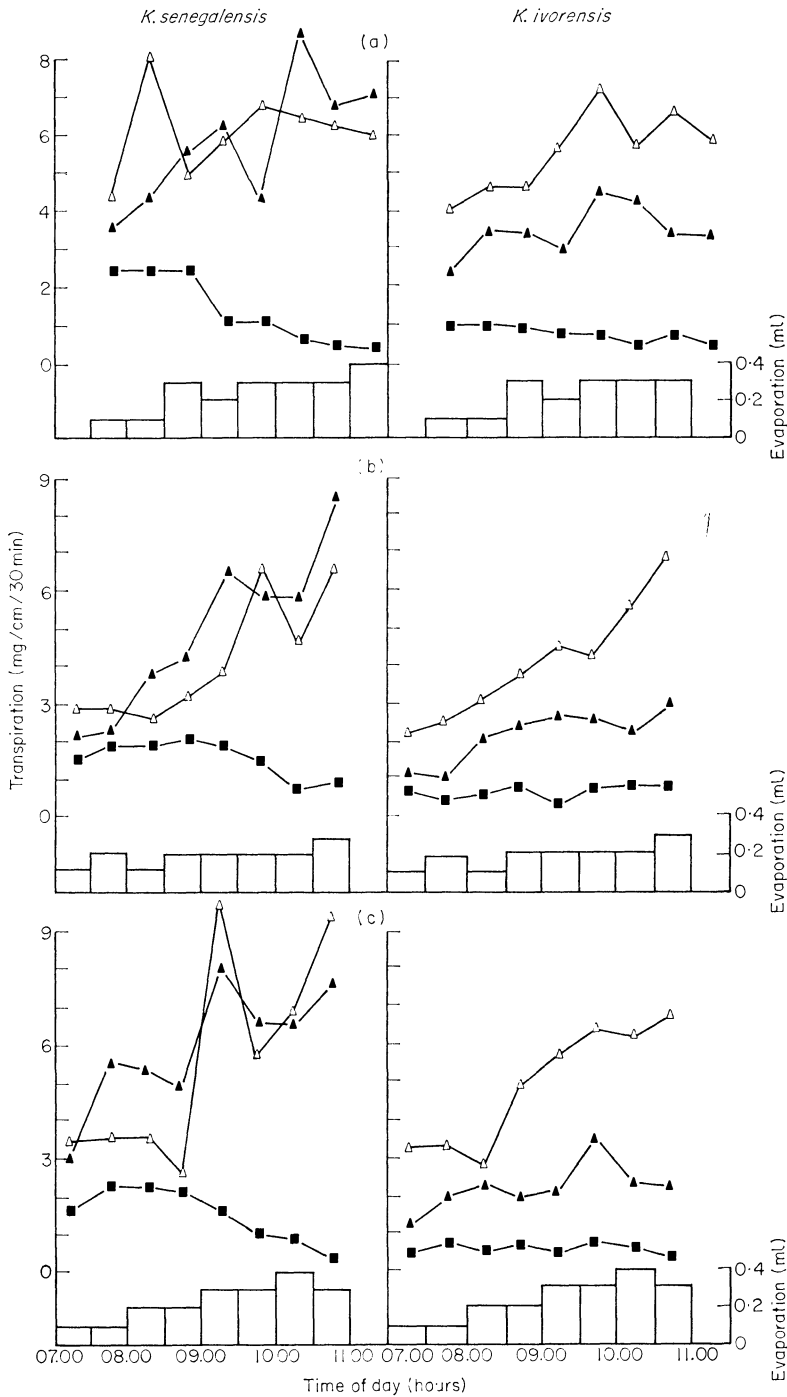 K. senegalensis
K. ivorensis
(a)
8
6
4
2
0
0·4
0·2
0
Evaporation (ml)
(b)
9
6
3
0
Transpiration (mg/cm/30min)
0·4
0·2
0
Evaporation (ml)
(c)
9
6
3
0
0·4
0·2
0
Evaporation (ml)
07.00 08.00 09.00 10.00 11.00 07.00 08.00 09.00 10.00 11.00
Time of day (hours)